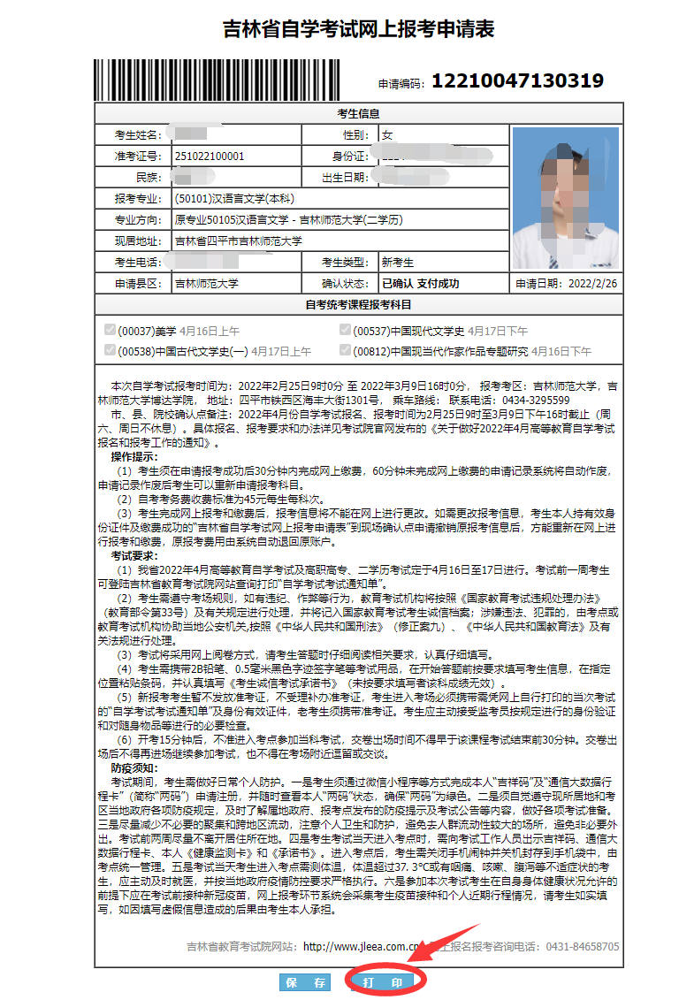 吉林省自学考试网上报考申请表
申请编码：12210047130319
考生信息
考生姓名： 性别： 女
准考证号： 251022100001 身份证：
民族： 出生日期：
报考专业： (50101)汉语言文学(本科)
专业方向： 原专业50105汉语言文学 - 吉林师范大学(二学历)
现居地址： 吉林省四平市吉林师范大学
考生电话： 考生类型： 新考生
申请县区： 吉林师范大学 确认状态： 已确认 支付成功 申请日期：2022/2/26
自考统考课程报考科目
(00037)美学 4月16日上午 (00537)中国现代文学史 4月17日下午
(00538)中国古代文学史(一) 4月17日上午 (00812)中国现当代作家作品专题研究 4月16日下午
本次自学考试报考时间为：2022年2月25日9时0分 至 2022年3月9日16时0分， 报考考区：吉林师范大学，吉
林师范大学博达学院， 地址：四平市铁西区海丰大街1301号， 乘车路线： 联系电话：0434-3295599
市、县、院校确认点备注：2022年4月份自学考试报名、报考时间为2月25日9时至3月9日下午16时截止（周
六、周日不休息）。具体报名、报考要求和办法详见考试院官网发布的《关于做好2022年4月高等教育自学考试
报名和报考工作的通知》。
操作提示：
（1）考生须在申请报考成功后30分钟内完成网上缴费，60分钟未完成网上缴费的申请记录系统将自动作废，
申请记录作废后考生可以重新申请报考科目。
（2）自考考务费收费标准为45元每生每科次。
（3）考生完成网上报考和缴费后，报考信息将不能在网上进行更改。如需更改报考信息，考生本人持有效身
份证件及缴费成功的“吉林省自学考试网上报考申请表”到现场确认点申请撤销原报考信息后，方能重新在网上进
行报考和缴费，原报考费用由系统自动退回原账户。
考试要求：
（1）我省2022年4月高等教育自学考试及高职高专、二学历考试定于4月16日至17日进行。考试前一周考生
可登陆吉林省教育考试院网站查询打印“自学考试考试通知单”。
（2）考生需遵守考场规则，如有违纪、作弊等行为，教育考试机构将按照《国家教育考试违规处理办法》
（教育部令第33号）及有关规定进行处理，并将记入国家教育考试考生诚信档案；涉嫌违法、犯罪的，由考点或
教育考试机构协助当地公安机关,按照《中华人民共和国刑法》（修正案九）、《中华人民共和国教育法》及有
关法规进行处理。
（3）考试将采用网上阅卷方式，请考生答题时仔细阅读相关要求，认真仔细填写。
（4）考生需携带2B铅笔、0.5毫米黑色字迹签字笔等考试用品，在开始答题前按要求填写考生信息，在指定
位置粘贴条码，并认真填写《考生诚信考试承诺书》（未按要求填写者该科成绩无效）。
（5）新报考考生暂不发放准考证，不受理补办准考证，考生进入考场必须携带需凭网上自行打印的当次考试
的“自学考试考试通知单”及身份有效证件，老考生须携带准考证。考生应主动接受监考员按规定进行的身份验证
和对随身物品等进行的必要检查。
（6）开考15分钟后，不准进入考点参加当科考试，交卷出场时间不得早于该课程考试结束前30分钟。交卷出
场后不得再进场继续参加考试，也不得在考场附近逗留或交谈。
防疫须知：
考试期间，考生需做好日常个人防护。一是考生须通过微信小程序等方式完成本人“吉祥码”及“通信大数据行
程卡”（简称“两码”）申请注册，并随时查看本人“两码”状态，确保“两码”为绿色。二是须自觉遵守现所居地和考
区当地政府各项防疫规定，及时了解属地政府、报考点发布的防疫提示及考试公告等内容，做好各项考试准备。
三是尽量减少不必要的聚集和跨地区流动，注意个人卫生和防护，避免去人群流动性较大的场所，避免非必要外
出。考试前两周尽量不离开居住所在地。四是考生考试当天进入考点时，需向考试工作人员出示吉祥码、通信大
数据行程卡、本人《健康监测卡》和《承诺书》。进入考点后，考生需关闭手机闹钟并关机封存到手机袋中，由
考点统一管理。五是考试当天考生进入考点需测体温，体温超过37. 3℃或有咽痛、咳嗽、腹泻等不适症状的考
生，应主动及时就医，并按当地政府疫情防控要求严格执行。六是参加本次考试考生在自身身体健康状况允许的
前提下应在考试前接种新冠疫苗，网上报考环节系统会采集考生疫苗接种和个人近期行程情况，请考生如实填
写，如因填写虚假信息造成的后果由考生本人承担。
吉林省教育考试院网站：http://www.jleea.com.cn 上报名报考咨询电话：0431-84658705
保 存 打 印